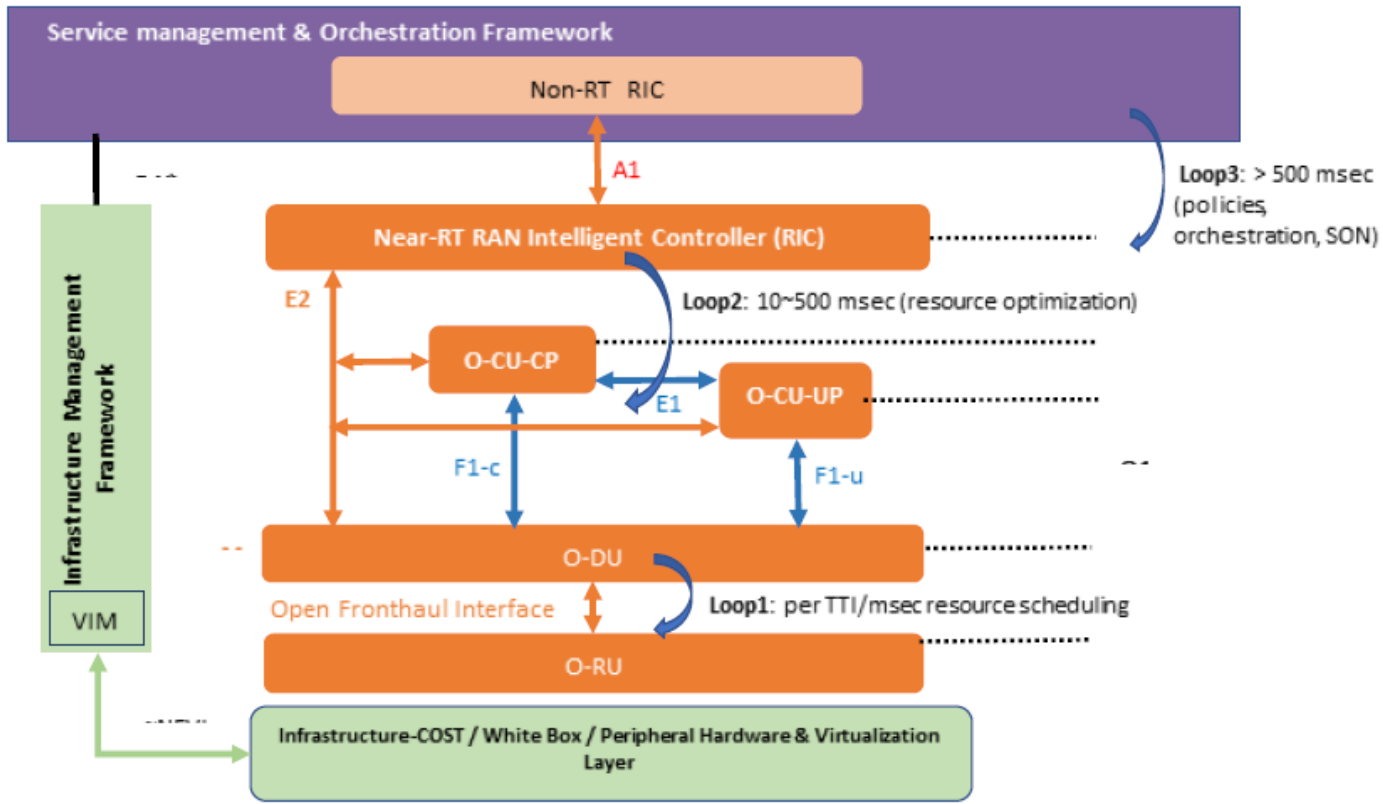 Service management & Orchestration Framework
Non-RT RIC
A1
Loop3: > 500 msec
(policies,
orchestration, SON)
Near-RT RAN Intelligent Controller (RIC)
E2
Loop2: 10~500 msec (resource optimization)
O-CU-CP
O-CU-UP
E1
F1-c
F1-u
Infrastructure Management
Framework
VIM
O-DU
Open Fronthaul Interface
Loop1: per TTI/msec resource scheduling
O-RU
Infrastructure-COST / White Box / Peripheral Hardware & Virtualization
Layer